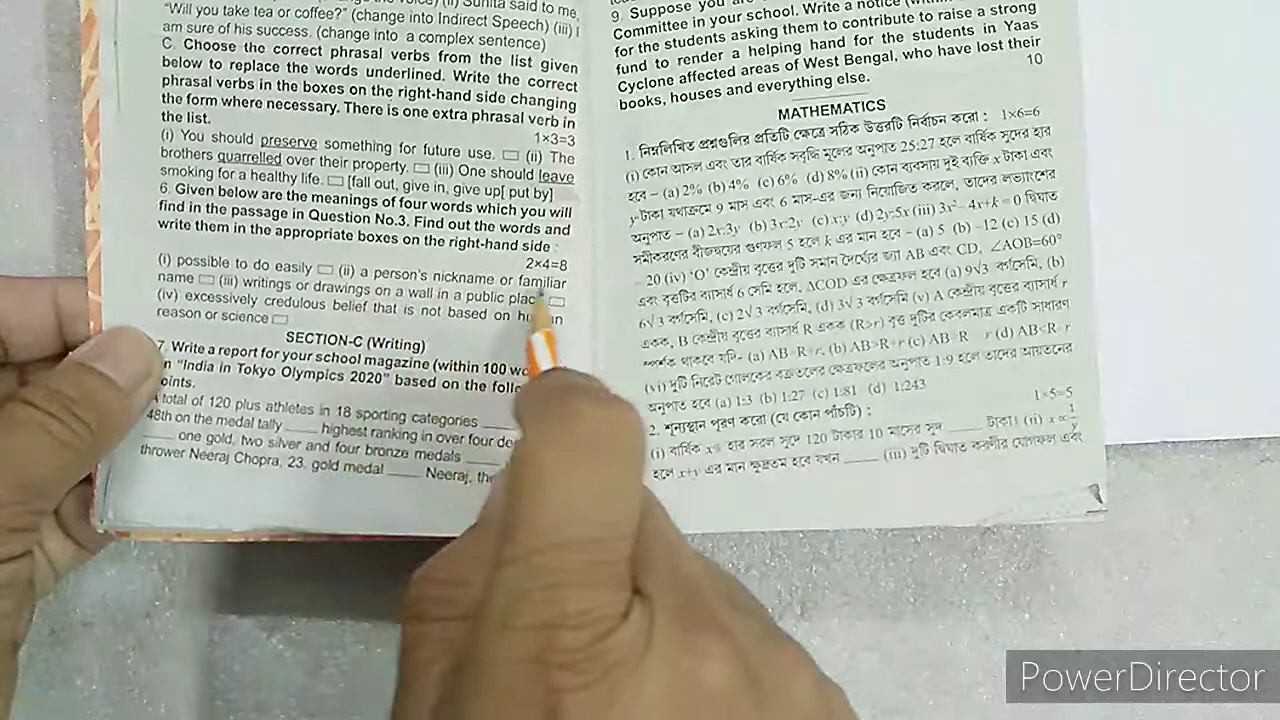 (ii) Sunita said to me,
"Will you take tea or coffee?" (change into Indirect Speech) (iii) I
am sure of his success. (change into a complex sentence)
C. Choose the correct phrasal verbs from the list given
below to replace the words underlined. Write the correct
phrasal verbs in the boxes on the right-hand side changing
the form where necessary. There is one extra phrasal verb in
the list.
1×3=3
(i) You should preserve something for future use. (ii) The
brothers quarrelled over their property. (iii) One should leave
smoking for a healthy life. [fall out, give in, give up[ put by]
6. Given below are the meanings of four words which you will
find in the passage in Question No.3. Find out the words and
write them in the appropriate boxes on the right-hand side :
2×4=8
(i) possible to do easily (ii) a person's nickname or familiar
name (iii) writings or drawings on a wall in a public
(iv) excessively credulous belief that is not based on
reason or science
SECTION-C (Writing)
7. Write a report for your school magazine (within 100
"India in Tokyo Olympics 2020" based on the
total of 120 plus athletes in 18 sporting categories ____
48th on the medal tally ____ highest ranking in over four
____ one gold, two silver and four bronze medals ____
thrower Neeraj Chopra, 23, gold medal ____ Neeraj,
9. Suppose you are
Committee in your school. Write a notice
for the students asking them to contribute to raise a strong
fund to render a helping hand for the students in Yaas
Cyclone affected areas of West Bengal, who have lost their
books, houses and everything else.
10
MATHEMATICS
1. নিম্নলিখিত প্রশ্নগুলির প্রতিটি ক্ষেত্রে সঠিক উত্তরটি নির্বাচন করো : 1×6=6
(i) কোন আসল এবং তার বার্ষিক সবৃদ্ধি মূলের অনুপাত 25:27 হলে বার্ষিক সুদের হার
হবে – (a) 2% (b) 4% (c) 6% (d) 8% (ii) কোন ব্যবসায় দুই ব্যক্তি x টাকা এবং
y টাকা যথাক্রমে 9 মাস এবং 6 মাস-এর জন্য নিয়োজিত করলে, তাদের লভ্যাংশের
অনুপাত – (a) 2x:3y (b) 3x:2y (c) x:y (d) 2y:5x (iii) 3x²–4x+k = 0 দ্বিঘাত
সমীকরণের বীজদ্বয়ের গুণফল 5 হলে k এর মান হবে – (a) 5 (b) –12 (c) 15 (d)
– 20 (iv) 'O' কেন্দ্রীয় বৃত্তের দুটি সমান দৈর্ঘ্যের জ্যা AB এবং CD, ∠AOB=60°
এবং বৃত্তটির ব্যাসার্ধ 6 সেমি হলে, ΔCOD এর ক্ষেত্রফল হবে (a) 9√3 বর্গসেমি, (b)
6√3 বর্গসেমি, (c) 2√3 বর্গসেমি, (d) 3√3 বর্গসেমি (v) A কেন্দ্রীয় বৃত্তের ব্যাসার্ধ r
একক, B কেন্দ্রীয় বৃত্তের ব্যাসার্ধ R একক (R>r) বৃত্ত দুটির কেবলমাত্র একটি সাধারণ
স্পর্শক থাকবে যদি- (a) AB R+r, (b) AB>R+r (c) AB R r (d) AB<R–r
(vi) দুটি নিরেট গোলকের বক্রতলের ক্ষেত্রফলের অনুপাত 1:9 হলে তাদের আয়তনের
অনুপাত হবে (a) 1:3 (b) 1:27 (c) 1:81 (d) 1:243
2. শূন্যস্থান পূরণ করো (যে কোন পাঁচটি) : 1×5=5
(i) বার্ষিক x% হার সরল সুদে 120 টাকার 10 মাসের সুদ ____ টাকা। (ii) x ∝ 1/y
হলে x+y এর মান ক্ষুদ্রতম হবে যখন ____ (iii) দুটি দ্বিঘাত করণীর যোগফল এবং
PowerDirector